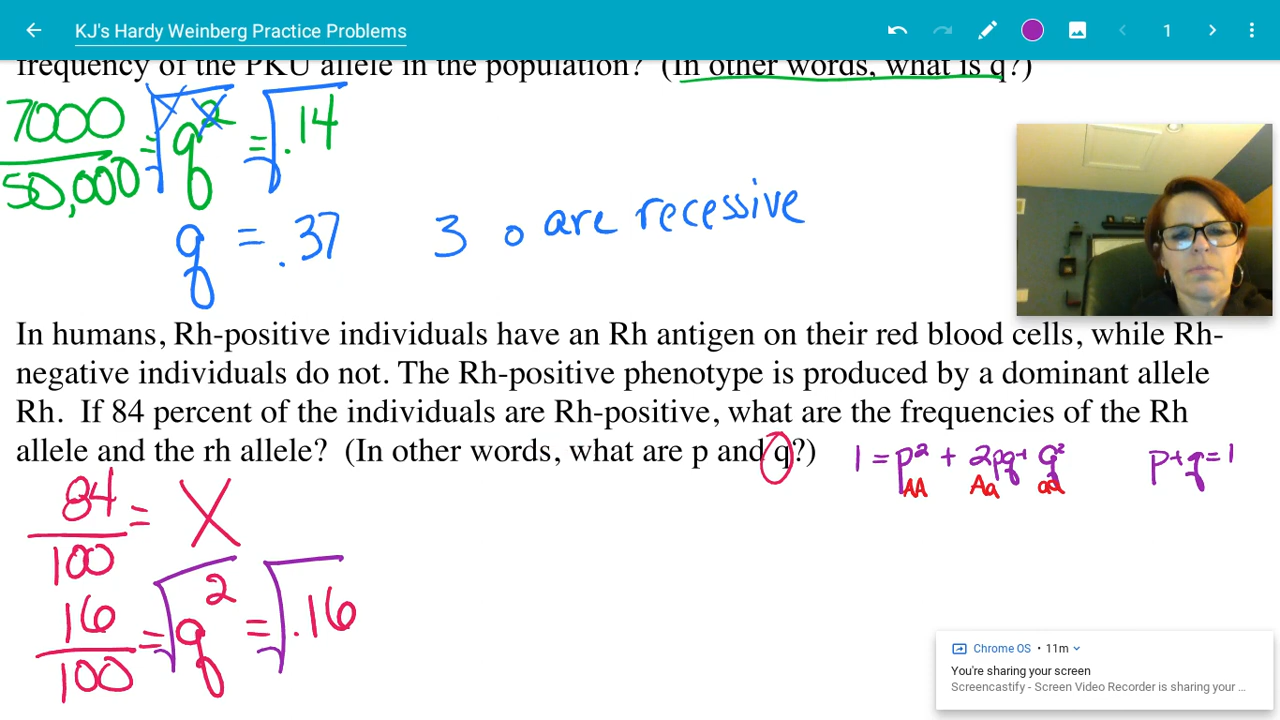 KJ's Hardy Weinberg Practice Problems
1
frequency of the PKU allele in the population? (In other words, what is q?)
7000
50,000
= q² = .14
q = .37 3 o are recessive
In humans, Rh-positive individuals have an Rh antigen on their red blood cells, while Rh-
negative individuals do not. The Rh-positive phenotype is produced by a dominant allele
Rh. If 84 percent of the individuals are Rh-positive, what are the frequencies of the Rh
allele and the rh allele? (In other words, what are p and q?)
1 = p² + 2pq + q² p+q=1
AA Aa aa
84
100
= X
16
100
= √q² = √.16
Chrome OS • 11m
You're sharing your screen
Screencastify - Screen Video Recorder is sharing your ...